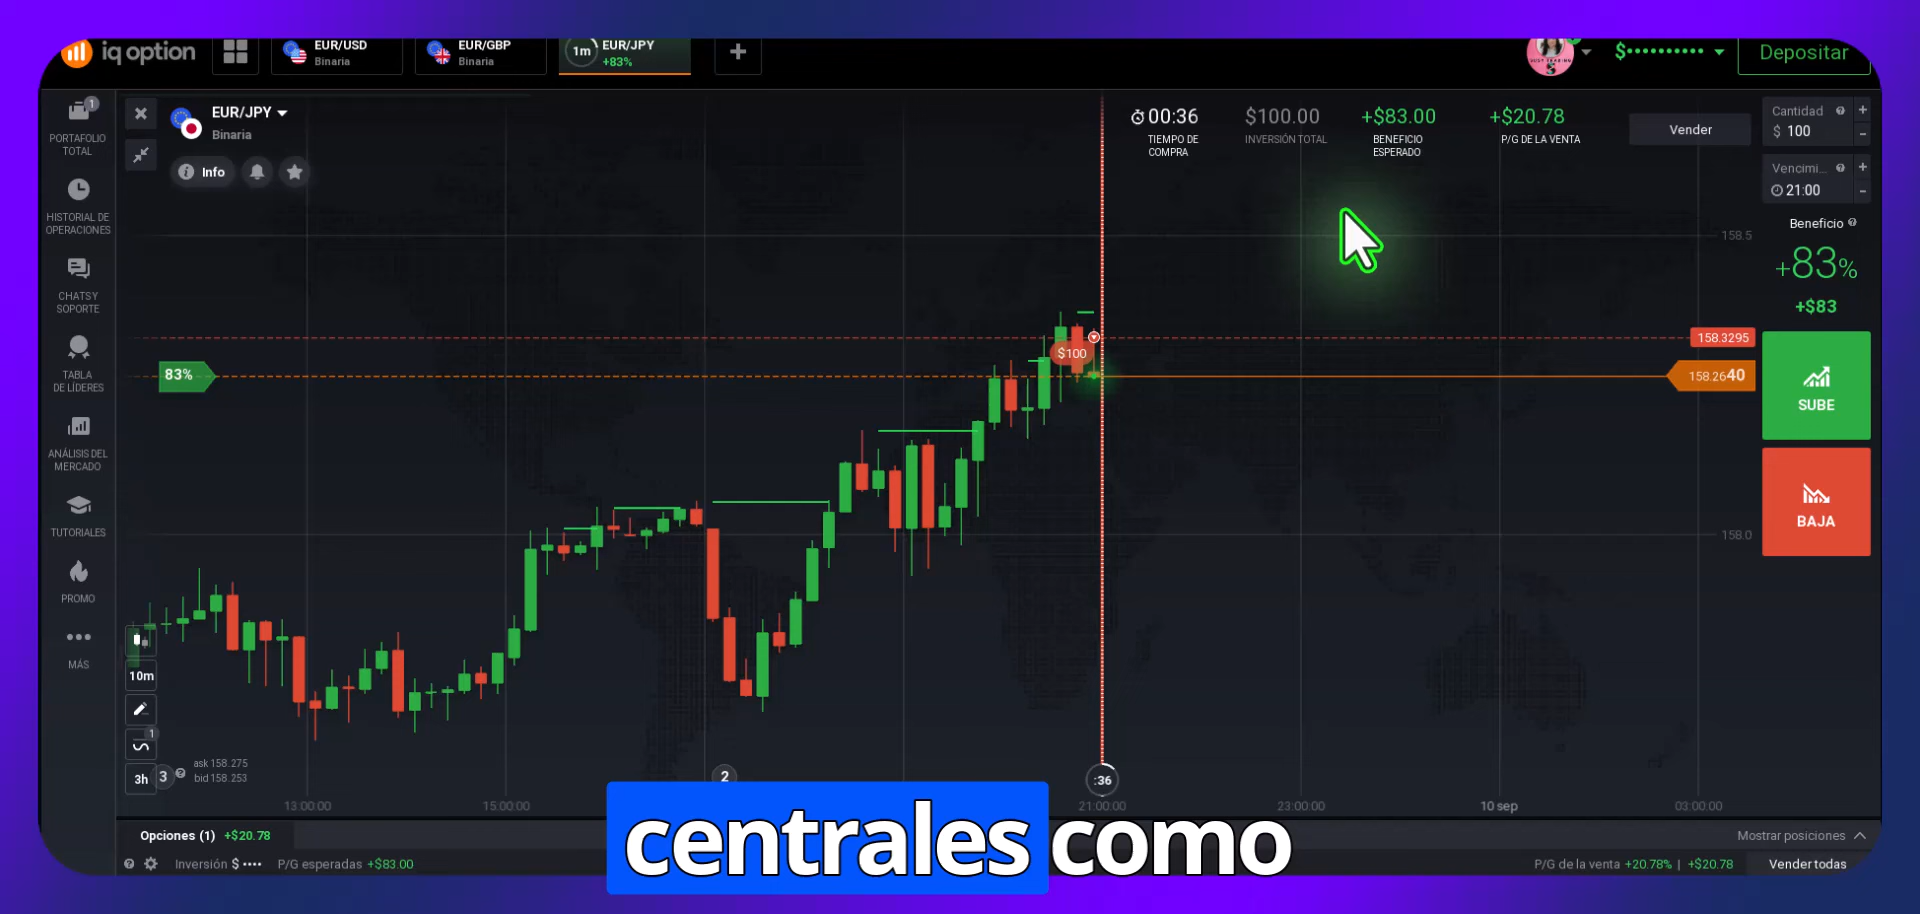 iq option
EUR/USD
Binaria
EUR/GBP
Binaria
1m
EUR/JPY
+83%
+
$••••••••••
Depositar
1
PORTAFOLIO
TOTAL
HISTORIAL DE
OPERACIONES
CHATS Y
SOPORTE
TABLA
DE LÍDERES
ANÁLISIS DEL
MERCADO
TUTORIALES
PROMO
MÁS
EUR/JPY
Binaria
Info
00:36
TIEMPO DE
COMPRA
$100.00
INVERSIÓN TOTAL
+$83.00
BENEFICIO
ESPERADO
+$20.78
P/G DE LA VENTA
Vender
Cantidad
$ 100
Vencimi...
21:00
Beneficio
+83%
+$83
SUBE
BAJA
158.5
158.3295
158.2640
158.0
83%
$100
10m
1
3h
3
ask 158.275
bid 158.253
2
:36
13:00:00
15:00:00
21:00:00
23:00:00
10 sep
03:00:00
Opciones (1) +$20.78
Mostrar posiciones
Inversión $ •••• P/G esperadas +$83.00
P/G de la venta +20.78% | +$20.78
Vender todas
centrales como